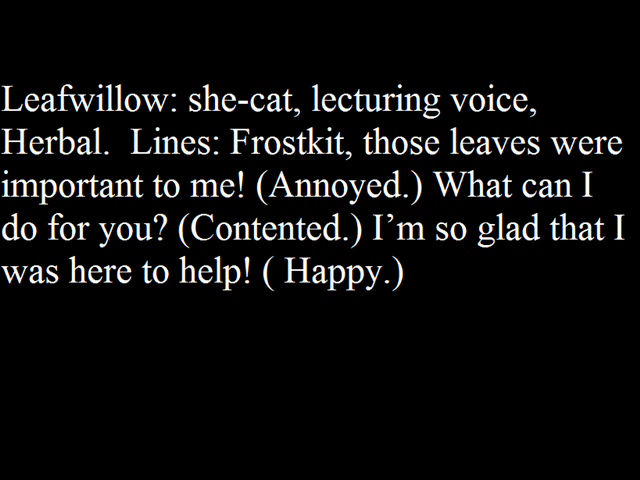 Leafwillow: she-cat, lecturing voice,
Herbal.  Lines: Frostkit, those leaves were
important to me! (Annoyed.) What can I
do for you? (Contented.) I’m so glad that I
was here to help! ( Happy.)